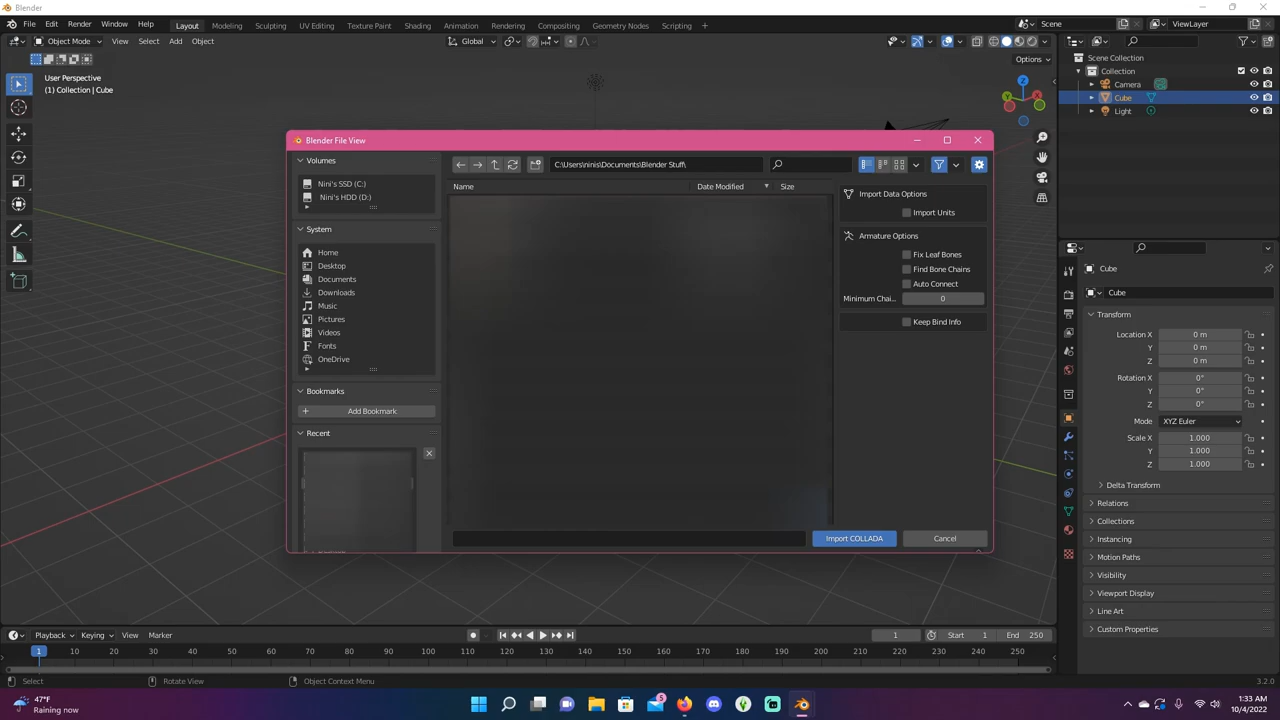 Blender
File Edit Render Window Help Layout Modeling Sculpting UV Editing Texture Paint Shading Animation Rendering Compositing Geometry Nodes Scripting + Scene ViewLayer
Object Mode View Select Add Object Global
Options
User Perspective
(1) Collection | Cube
Z
Y
X
Scene Collection
Collection
Camera
Cube
Light
Blender File View
Volumes
Nini's SSD (C:)
Nini's HDD (D:)
System
Home
Desktop
Documents
Downloads
Music
Pictures
Videos
Fonts
OneDrive
Bookmarks
Add Bookmark
Recent
C:\Users\ninis\Documents\Blender Stuff\
Name Date Modified Size
Import Data Options
Import Units
Armature Options
Fix Leaf Bones
Find Bone Chains
Auto Connect
Minimum Chai... 0
Keep Bind Info
Import COLLADA Cancel
Cube
Cube
Transform
Location X 0 m
Y 0 m
Z 0 m
Rotation X 0°
Y 0°
Z 0°
Mode XYZ Euler
Scale X 1.000
Y 1.000
Z 1.000
Delta Transform
Relations
Collections
Instancing
Motion Paths
Visibility
Viewport Display
Line Art
Custom Properties
Playback Keying View Marker 1 Start 1 End 250
1 10 20 30 40 50 60 70 80 90 100 110 120 130 140 150 160 170 180 190 200 210 220 230 240 250
Select Rotate View Object Context Menu 3.2.0
47°F
Raining now
5
1:33 AM
10/4/2022